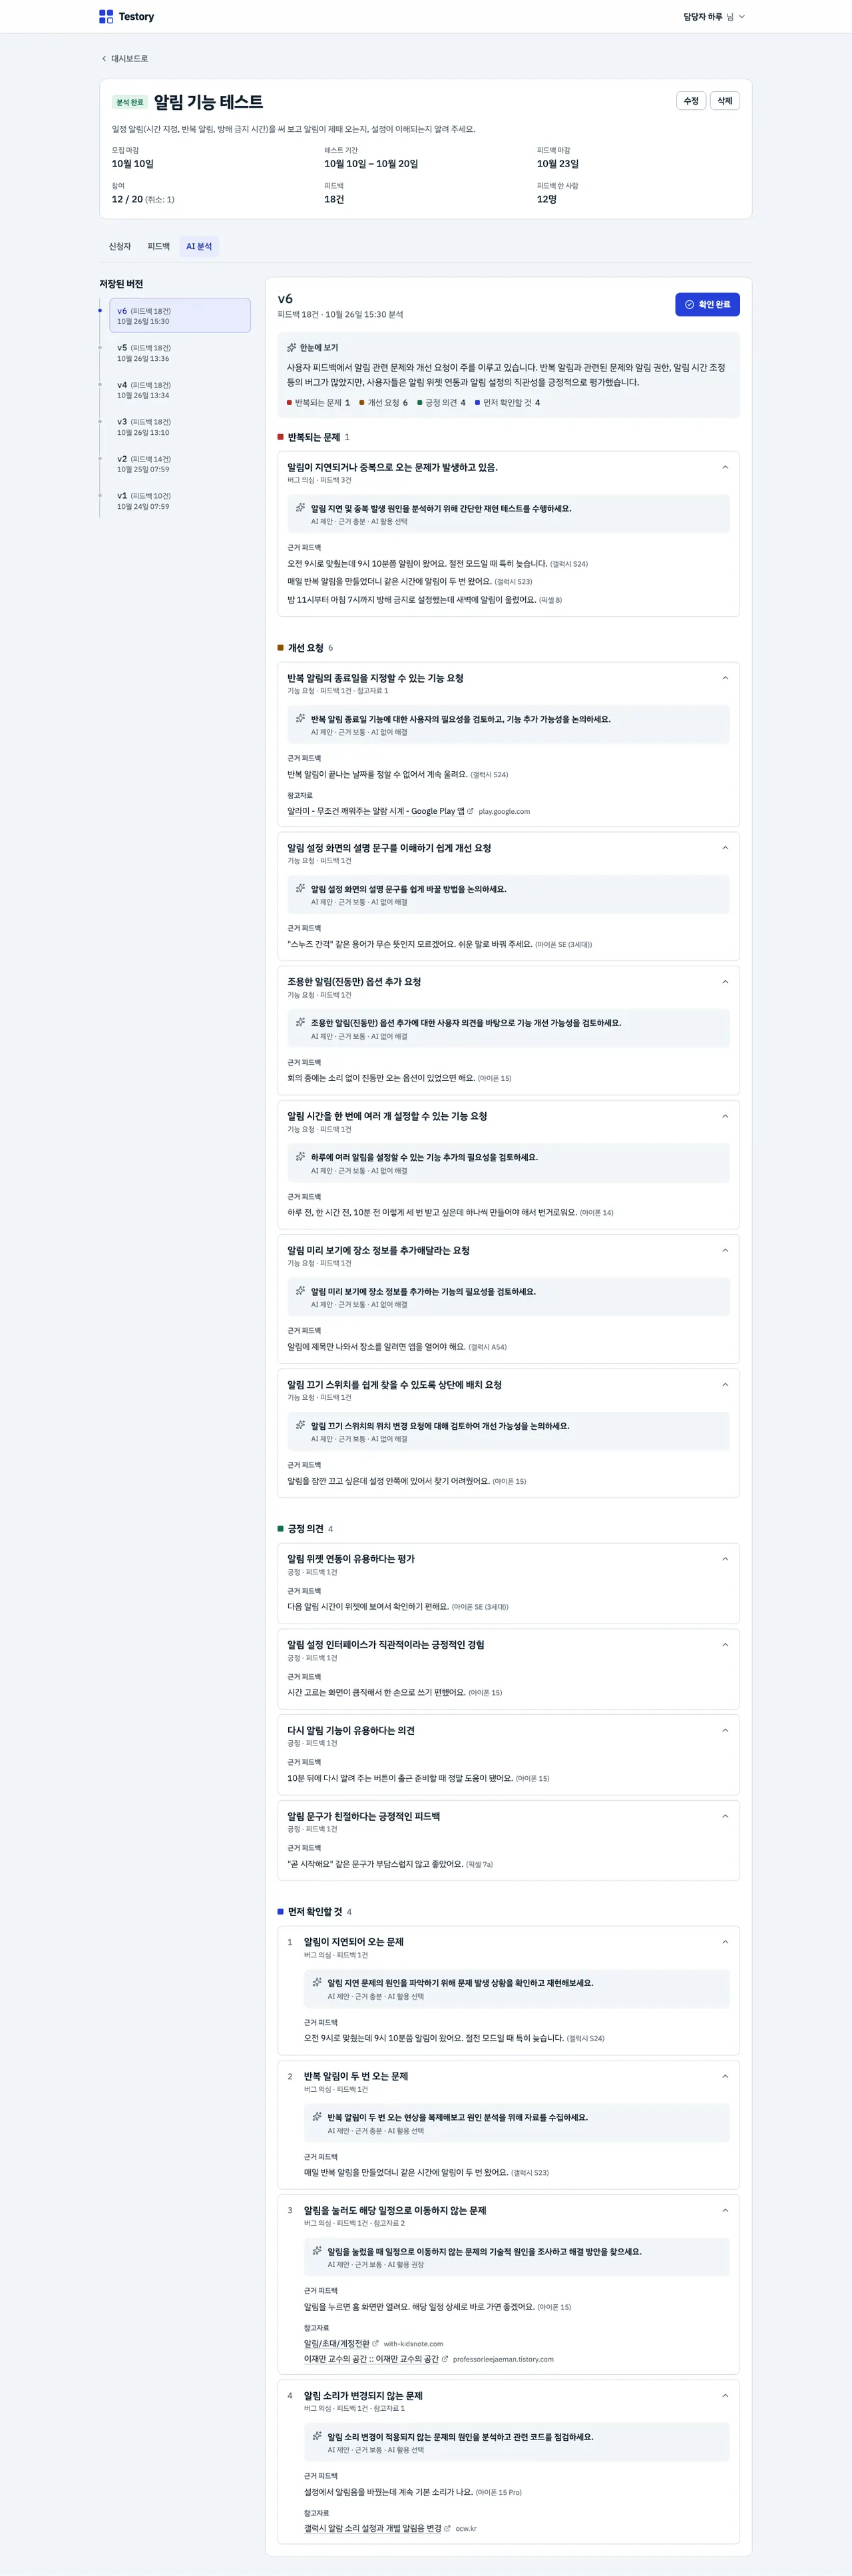 Testory
담당자 하루 님
대시보드로
분석 완료 알림 기능 테스트
수정 삭제
일정 알림(시간 지정, 반복 알림, 방해 금지 시간)을 써 보고 알림이 제때 오는지, 설정이 이해되는지 알려 주세요.
모집 마감
10월 10일
테스트 기간
10월 10일 – 10월 20일
피드백 마감
10월 23일
참여
12 / 20 (취소: 1)
피드백
18건
피드백 한 사람
12명
신청자 피드백 AI 분석
저장된 버전
v6 (피드백 18건)
10월 26일 15:30
v5 (피드백 18건)
10월 26일 13:36
v4 (피드백 18건)
10월 26일 13:34
v3 (피드백 18건)
10월 26일 13:10
v2 (피드백 14건)
10월 25일 07:59
v1 (피드백 10건)
10월 24일 07:59
v6
피드백 18건 · 10월 26일 15:30 분석
확인 완료
한눈에 보기
사용자 피드백에서 알림 관련 문제와 개선 요청이 주를 이루고 있습니다. 반복 알림과 관련된 문제와 알림 권한, 알림 시간 조정
등의 버그가 많았지만, 사용자들은 알림 위젯 연동과 알림 설정의 직관성을 긍정적으로 평가했습니다.
반복되는 문제 1 개선 요청 6 긍정 의견 4 먼저 확인할 것 4
반복되는 문제 1
알림이 지연되거나 중복으로 오는 문제가 발생하고 있음.
버그 의심 · 피드백 3건
알림 지연 및 중복 발생 원인을 분석하기 위해 간단한 재현 테스트를 수행하세요.
AI 제안 · 근거 충분 · AI 활용 선택
근거 피드백
오전 9시로 맞췄는데 9시 10분쯤 알림이 왔어요. 절전 모드일 때 특히 늦습니다. (갤럭시 S24)
매일 반복 알림을 만들었더니 같은 시간에 알림이 두 번 왔어요. (갤럭시 S23)
밤 11시부터 아침 7시까지 방해 금지로 설정했는데 새벽에 알림이 울렸어요. (픽셀 8)
개선 요청 6
반복 알림의 종료일을 지정할 수 있는 기능 요청
기능 요청 · 피드백 1건 · 참고자료 1
반복 알림 종료일 기능에 대한 사용자의 필요성을 검토하고, 기능 추가 가능성을 논의하세요.
AI 제안 · 근거 보통 · AI 없이 해결
근거 피드백
반복 알림이 끝나는 날짜를 정할 수 없어서 계속 울려요. (갤럭시 S24)
참고자료
알라미 - 무조건 깨워주는 알람 시계 - Google Play 앱 play.google.com
알림 설정 화면의 설명 문구를 이해하기 쉽게 개선 요청
기능 요청 · 피드백 1건
알림 설정 화면의 설명 문구를 쉽게 바꿀 방법을 논의하세요.
AI 제안 · 근거 보통 · AI 없이 해결
근거 피드백
"스누즈 간격" 같은 용어가 무슨 뜻인지 모르겠어요. 쉬운 말로 바꿔 주세요. (아이폰 SE (3세대))
조용한 알림(진동만) 옵션 추가 요청
기능 요청 · 피드백 1건
조용한 알림(진동만) 옵션 추가에 대한 사용자 의견을 바탕으로 기능 개선 가능성을 검토하세요.
AI 제안 · 근거 보통 · AI 없이 해결
근거 피드백
회의 중에는 소리 없이 진동만 오는 옵션이 있었으면 해요. (아이폰 15)
알림 시간을 한 번에 여러 개 설정할 수 있는 기능 요청
기능 요청 · 피드백 1건
하루에 여러 알림을 설정할 수 있는 기능 추가의 필요성을 검토하세요.
AI 제안 · 근거 보통 · AI 없이 해결
근거 피드백
하루 전, 한 시간 전, 10분 전 이렇게 세 번 받고 싶은데 하나씩 만들어야 해서 번거로워요. (아이폰 14)
알림 미리 보기에 장소 정보를 추가해달라는 요청
기능 요청 · 피드백 1건
알림 미리 보기에 장소 정보를 추가하는 기능의 필요성을 검토하세요.
AI 제안 · 근거 보통 · AI 없이 해결
근거 피드백
알림에 제목만 나와서 장소를 알려면 앱을 열어야 해요. (갤럭시 A54)
알림 끄기 스위치를 쉽게 찾을 수 있도록 상단에 배치 요청
기능 요청 · 피드백 1건
알림 끄기 스위치의 위치 변경 요청에 대해 검토하여 개선 가능성을 논의하세요.
AI 제안 · 근거 보통 · AI 없이 해결
근거 피드백
알림을 잠깐 끄고 싶은데 설정 안쪽에 있어서 찾기 어려웠어요. (아이폰 15)
긍정 의견 4
알림 위젯 연동이 유용하다는 평가
긍정 · 피드백 1건
근거 피드백
다음 알림 시간이 위젯에 보여서 확인하기 편해요. (아이폰 SE (3세대))
알림 설정 인터페이스가 직관적이라는 긍정적인 경험
긍정 · 피드백 1건
근거 피드백
시간 고르는 화면이 큼직해서 한 손으로 쓰기 편했어요. (아이폰 15)
다시 알림 기능이 유용하다는 의견
긍정 · 피드백 1건
근거 피드백
10분 뒤에 다시 알려 주는 버튼이 출근 준비할 때 정말 도움이 됐어요. (아이폰 15)
알림 문구가 친절하다는 긍정적인 피드백
긍정 · 피드백 1건
근거 피드백
"곧 시작해요" 같은 문구가 부담스럽지 않고 좋았어요. (픽셀 7a)
먼저 확인할 것 4
1 알림이 지연되어 오는 문제
버그 의심 · 피드백 1건
알림 지연 문제의 원인을 파악하기 위해 문제 발생 상황을 확인하고 재현해보세요.
AI 제안 · 근거 충분 · AI 활용 선택
근거 피드백
오전 9시로 맞췄는데 9시 10분쯤 알림이 왔어요. 절전 모드일 때 특히 늦습니다. (갤럭시 S24)
2 반복 알림이 두 번 오는 문제
버그 의심 · 피드백 1건
반복 알림이 두 번 오는 현상을 복제해보고 원인 분석을 위해 자료를 수집하세요.
AI 제안 · 근거 충분 · AI 활용 선택
근거 피드백
매일 반복 알림을 만들었더니 같은 시간에 알림이 두 번 왔어요. (갤럭시 S23)
3 알림을 눌러도 해당 일정으로 이동하지 않는 문제
버그 의심 · 피드백 1건 · 참고자료 2
알림을 눌렀을 때 일정으로 이동하지 않는 문제의 기술적 원인을 조사하고 해결 방안을 찾으세요.
AI 제안 · 근거 보통 · AI 활용 권장
근거 피드백
알림을 누르면 홈 화면만 열려요. 해당 일정 상세로 바로 가면 좋겠어요. (아이폰 15)
참고자료
알림/초대/계정전환 with-kidsnote.com
이재만 교수의 공간 :: 이재만 교수의 공간 professorleejaeman.tistory.com
4 알림 소리가 변경되지 않는 문제
버그 의심 · 피드백 1건 · 참고자료 1
알림 소리 변경이 적용되지 않는 문제의 원인을 분석하고 관련 코드를 점검하세요.
AI 제안 · 근거 보통 · AI 활용 선택
근거 피드백
설정에서 알림음을 바꿨는데 계속 기본 소리가 나요. (아이폰 15 Pro)
참고자료
갤럭시 알람 소리 설정과 개별 알림음 변경 ocw.kr